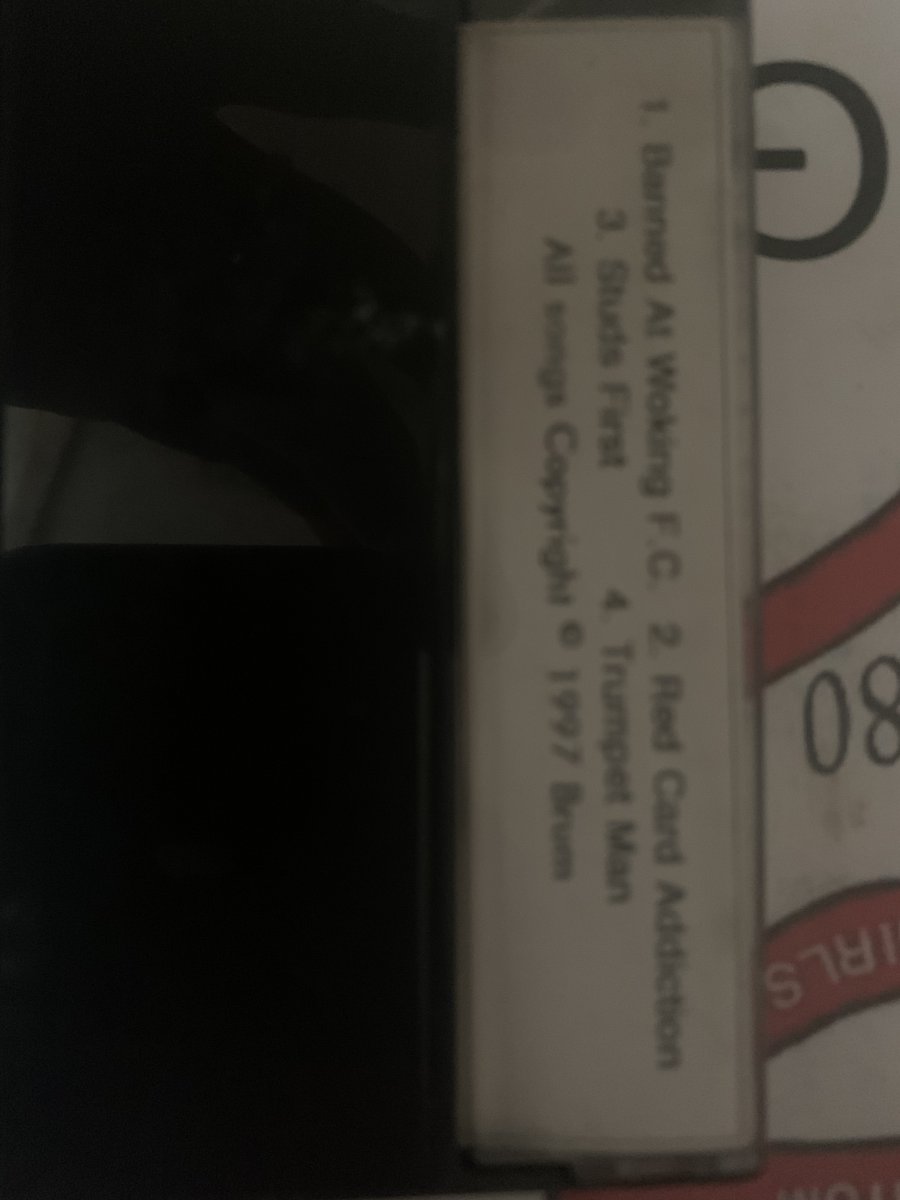 1. Banned At Woking F.C. 2. Red Card Addiction
3. Studs First 4. Trumpet Man
All songs Copyright © 1997 Brum
80
IRLS